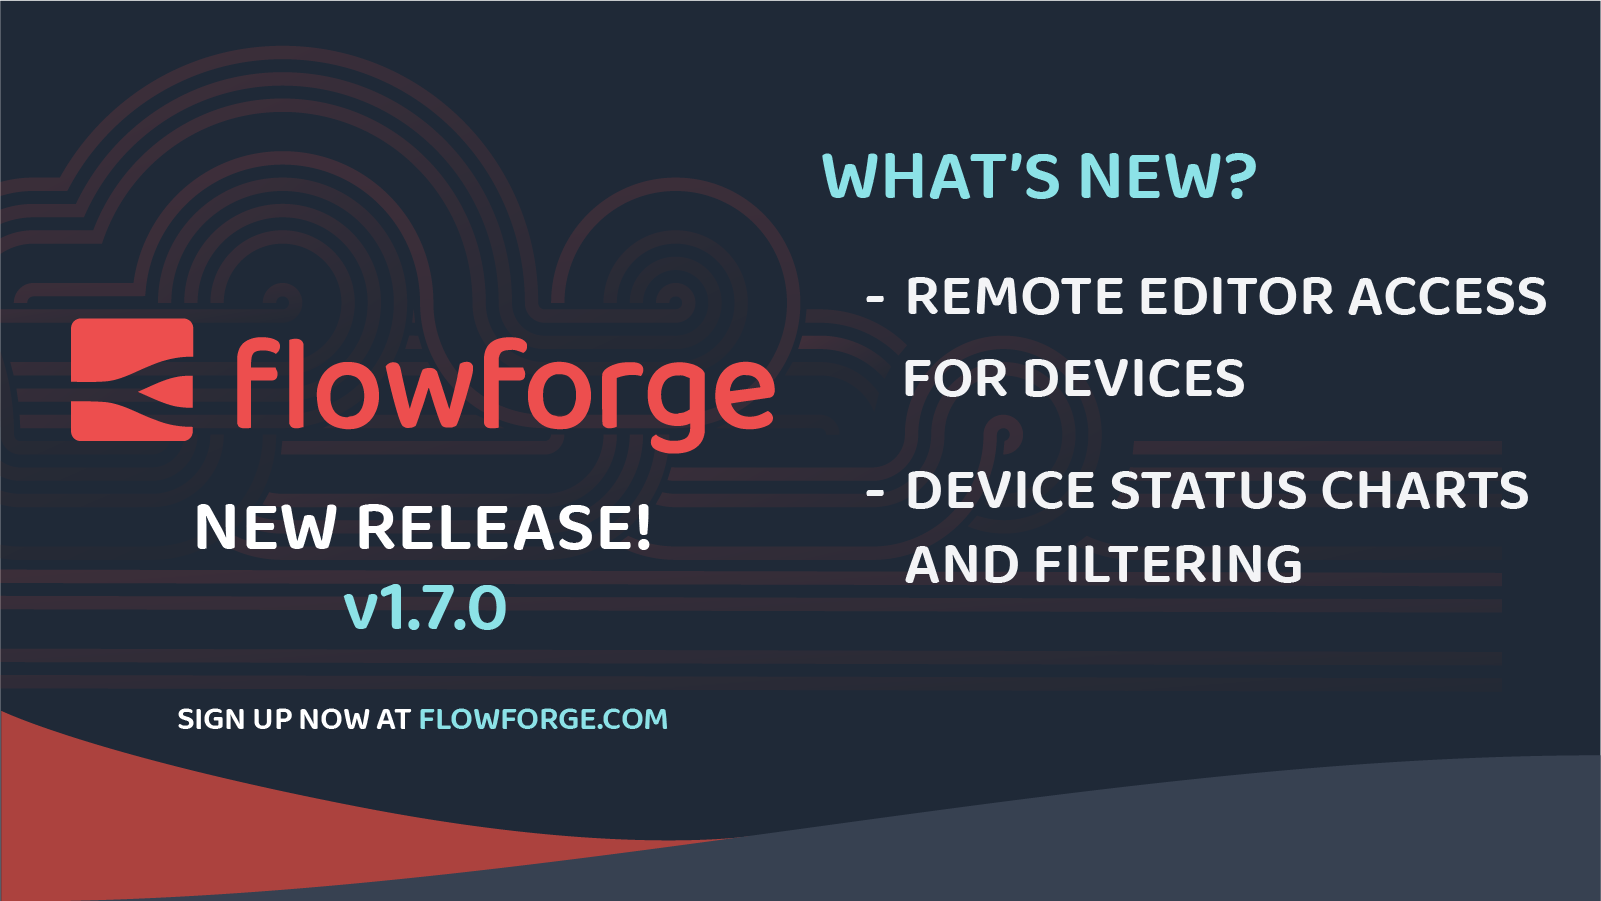 flowforge
NEW RELEASE!
v1.7.0
SIGN UP NOW AT FLOWFORGE.COM
WHAT'S NEW?
- REMOTE EDITOR ACCESS
FOR DEVICES
- DEVICE STATUS CHARTS
AND FILTERING